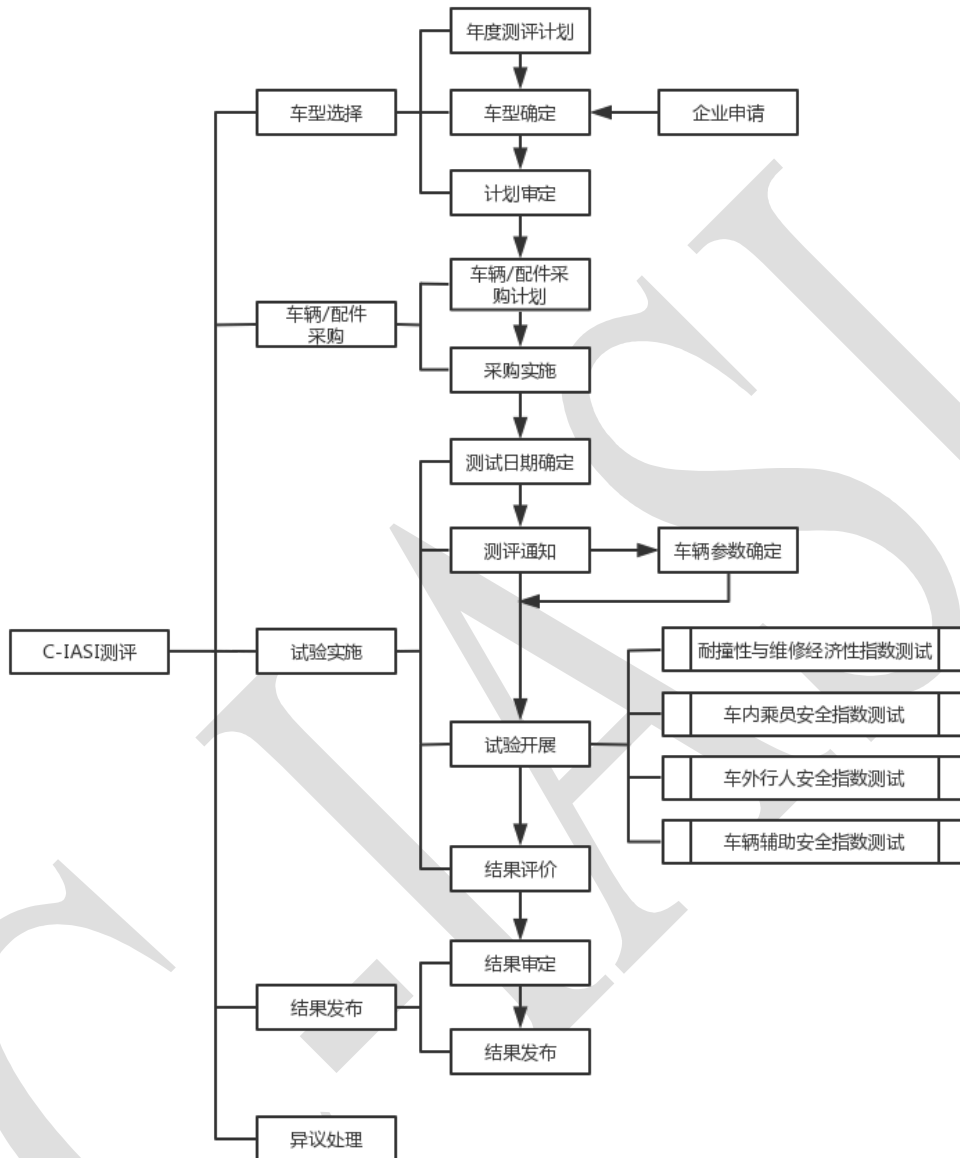 年度测评计划
车型选择
车型确定
企业申请
计划审定
车辆/配件采
购计划
车辆/配件
采购
采购实施
测试日期确定
测评通知
车辆参数确定
C-IASI测评
试验实施
耐撞性与维修经济性指数测试
车内乘员安全指数测试
试验开展
车外行人安全指数测试
车辆辅助安全指数测试
结果评价
结果审定
结果发布
结果发布
异议处理
C-IASI